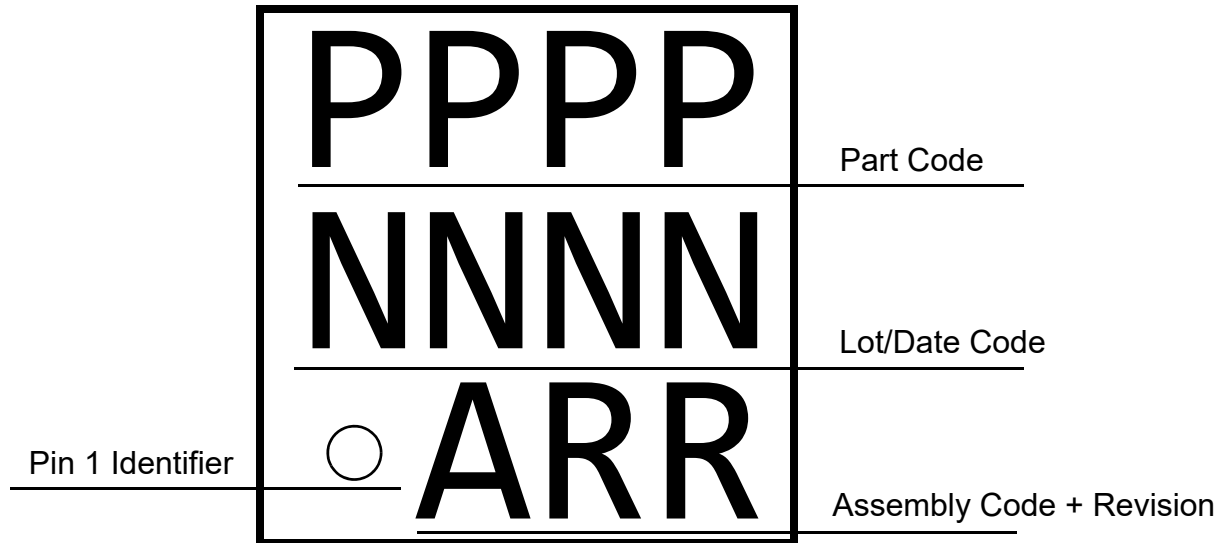 PPPP
Part Code
NNNN
Lot/Date Code
ARR
Pin 1 Identifier
Assembly Code + Revision